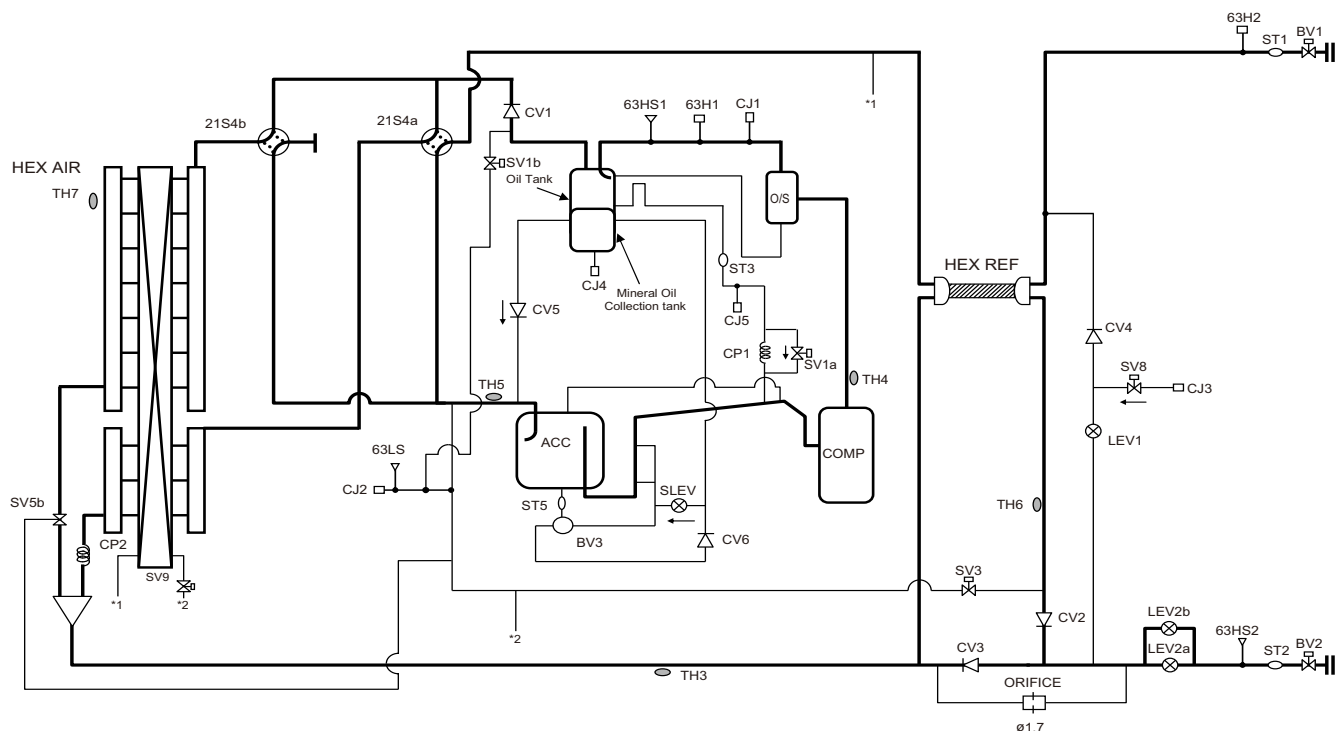 63H2
ST1
BV1
*1
21S4b
21S4a
CV1
63HS1
63H1
CJ1
HEX AIR
TH7
SV1b
Oil Tank
O/S
ST3
HEX REF
CJ4
Mineral Oil
Collection tank
CJ5
CV5
CV4
CP1
SV1a
SV8
CJ3
TH5
TH4
LEV1
ACC
COMP
63LS
CJ2
ST5
SLEV
TH6
SV5b
CP2
BV3
CV6
SV9
*1
*2
SV3
*2
CV2
LEV2b
63HS2
BV2
CV3
LEV2a
ST2
TH3
ORIFICE
ø1.7